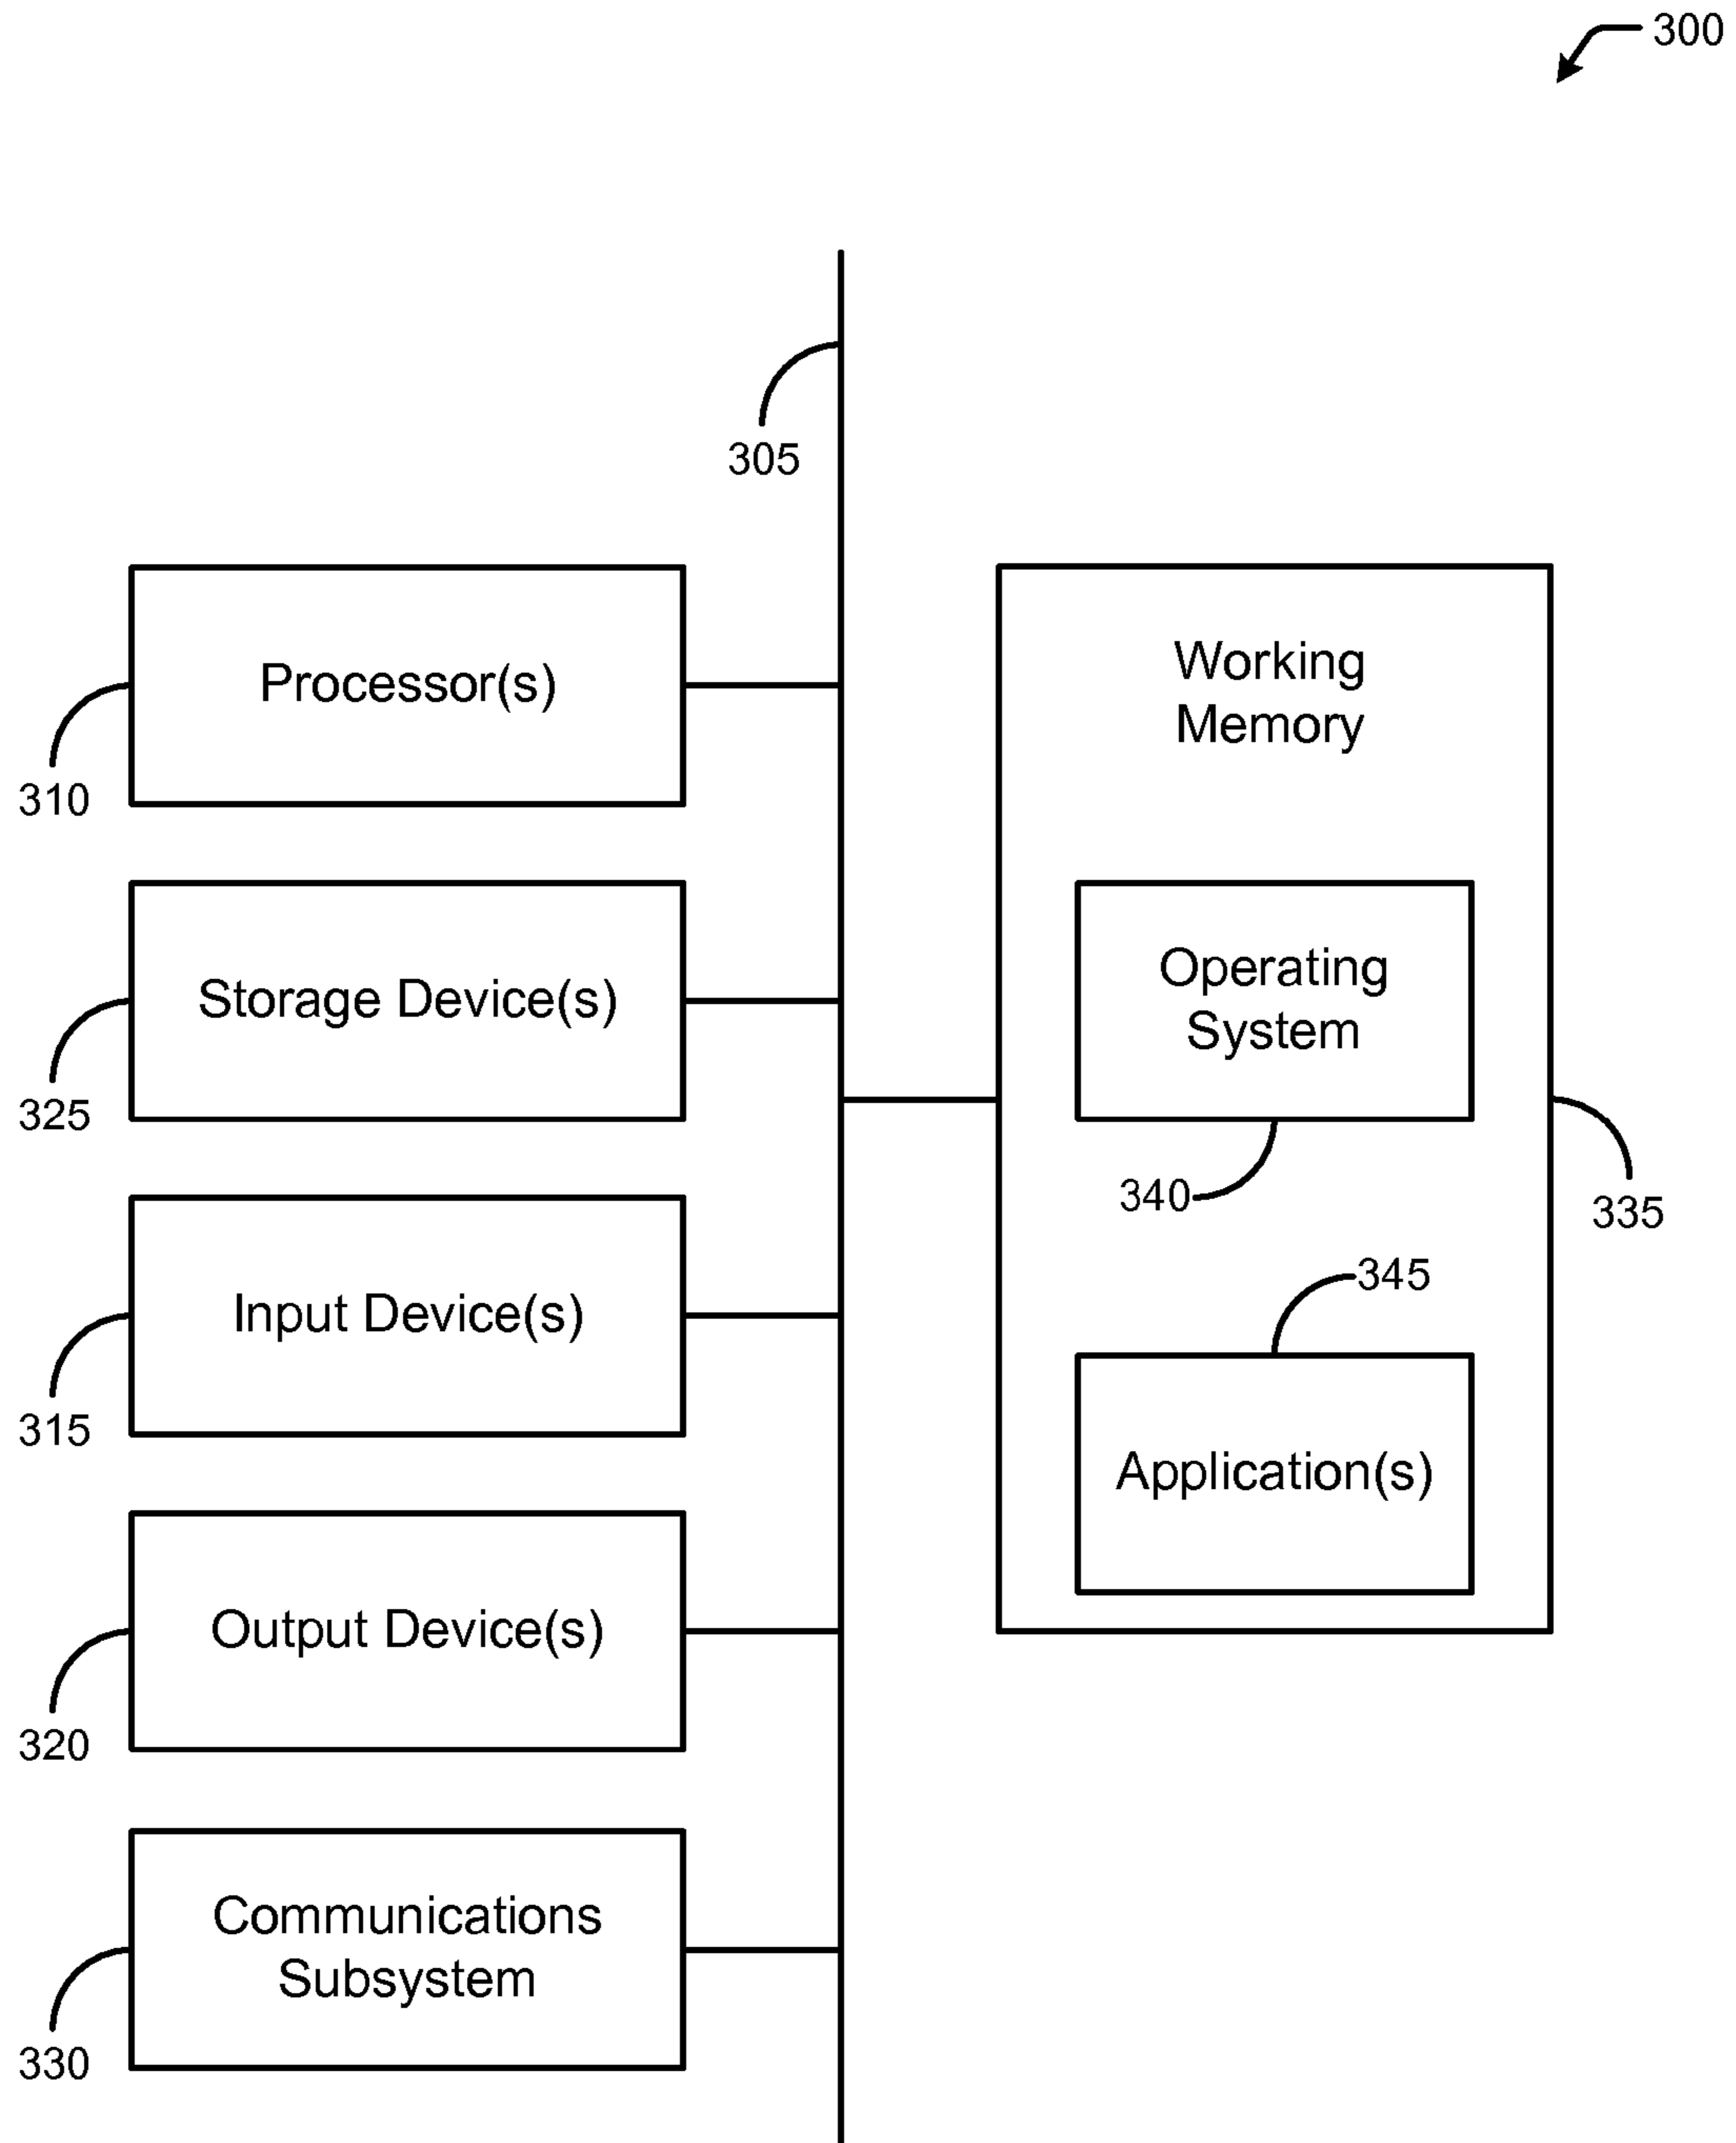 300
305
Processor(s)
310
Storage Device(s)
325
Input Device(s)
315
Output Device(s)
320
Communications
Subsystem
330
Working
Memory
Operating
System
340
335
345
Application(s)